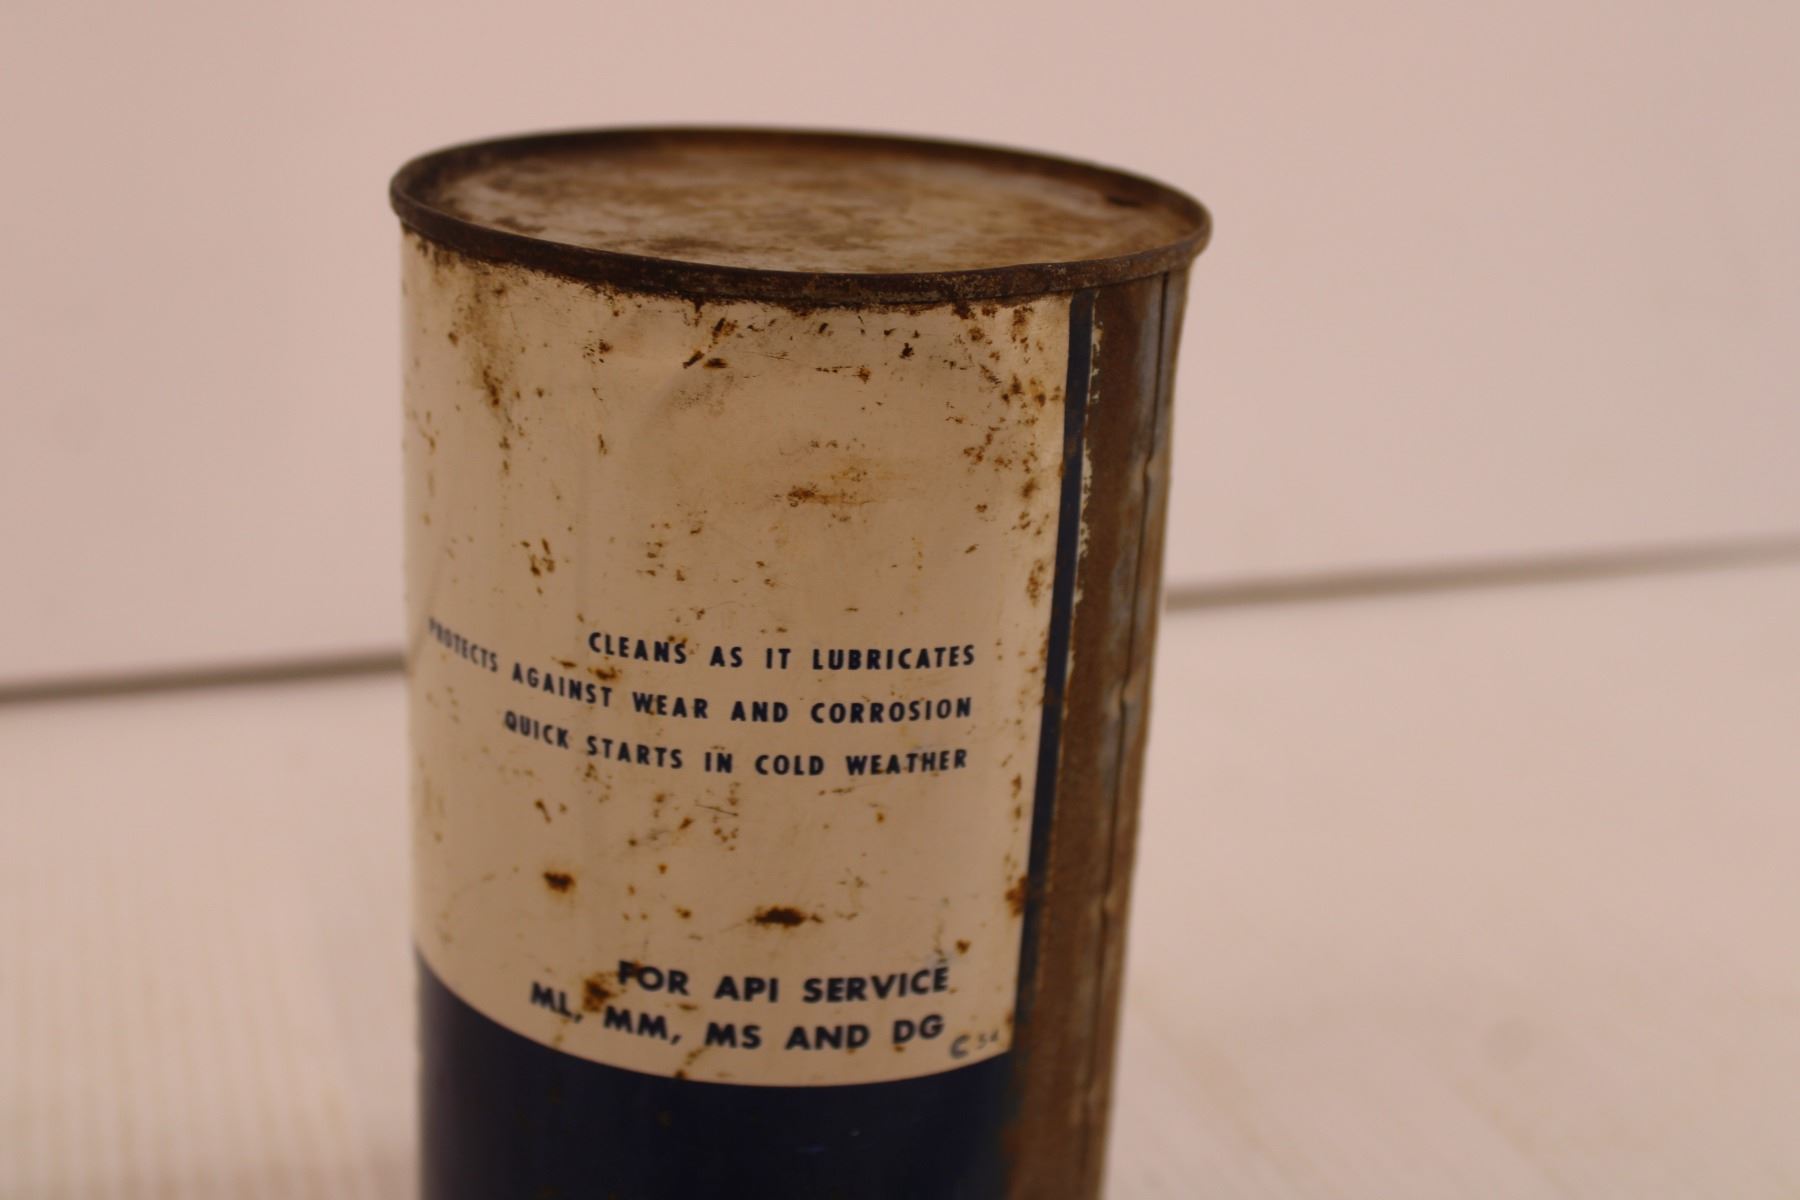 CLEANS AS IT LUBRICATES
PROTECTS AGAINST WEAR AND CORROSION
QUICK STARTS IN COLD WEATHER
FOR API SERVICE
ML, MM, MS AND DG
C 54